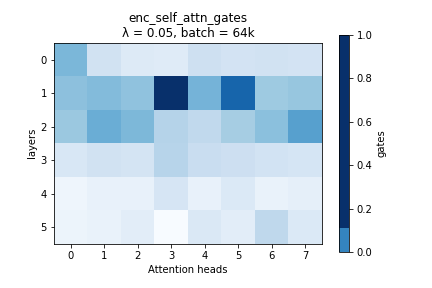 enc_self_attn_gates
λ = 0.05, batch = 64k
layers
0
1
2
3
4
5
0 1 2 3 4 5 6 7
Attention heads
1.0
0.8
0.6
0.4
0.2
0.0
gates